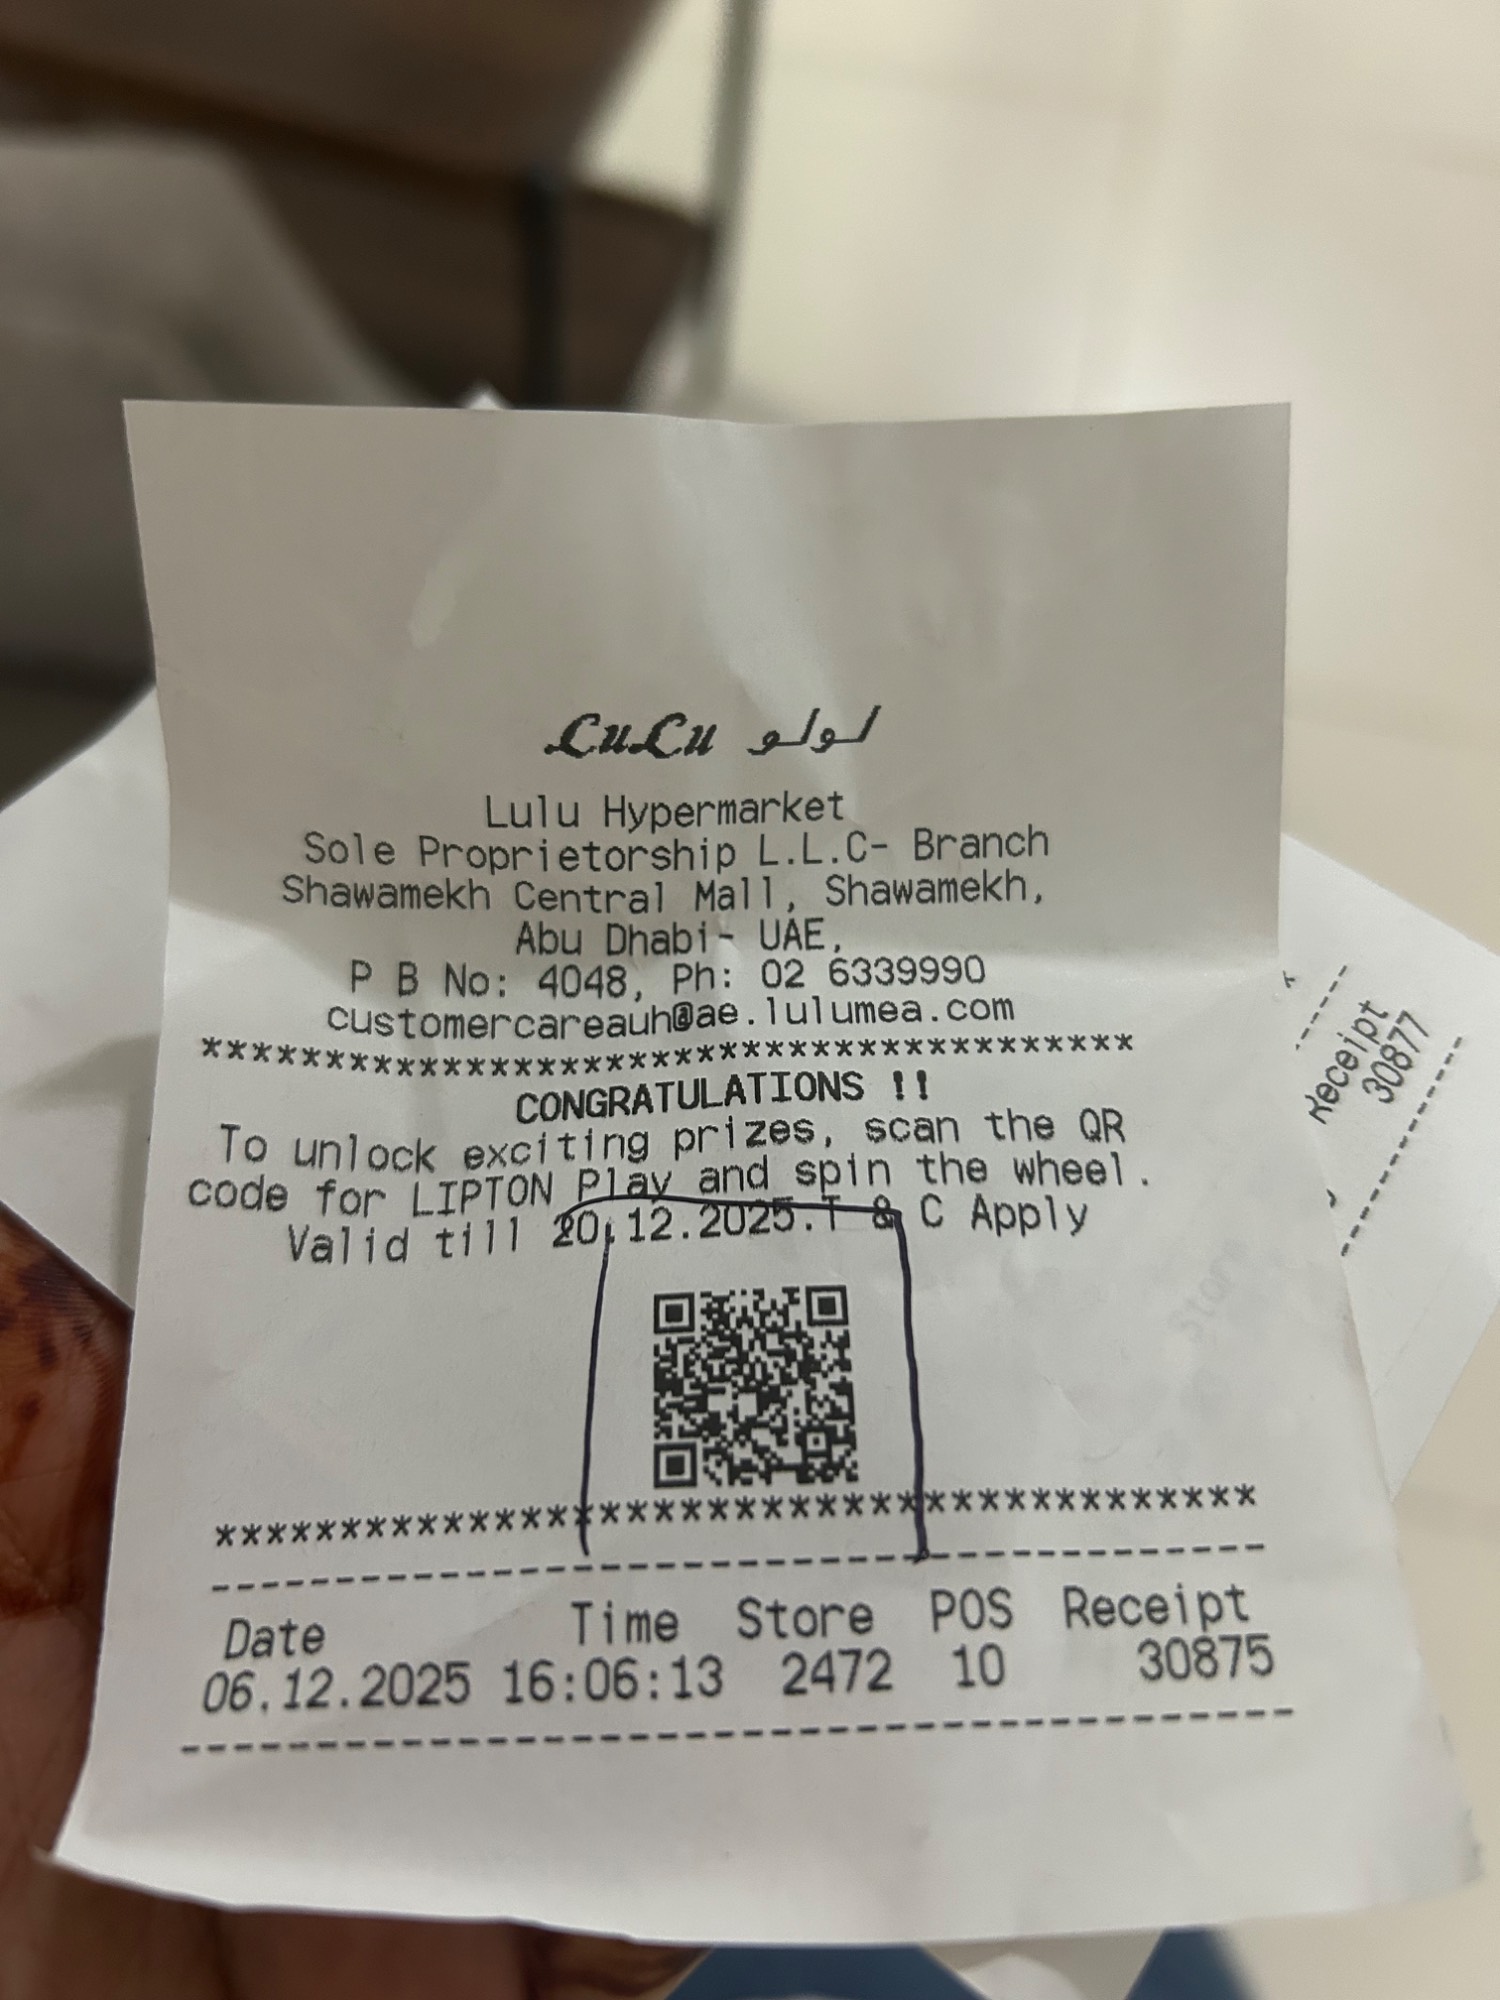 LuLu لولو
Lulu Hypermarket
Sole Proprietorship L.L.C- Branch
Shawamekh Central Mall, Shawamekh,
Abu Dhabi- UAE,
P B No: 4048, Ph: 02 6339990
customercareauh@ae.lulumea.com
****************************************
CONGRATULATIONS !!
To unlock exciting prizes, scan the QR
code for LIPTON Play and spin the wheel.
Valid till 20.12.2025.T & C Apply
****************************************
----------------------------------------
Date Time Store POS Receipt
06.12.2025 16:06:13 2472 10 30875
----------------------------------------
Receipt
30877